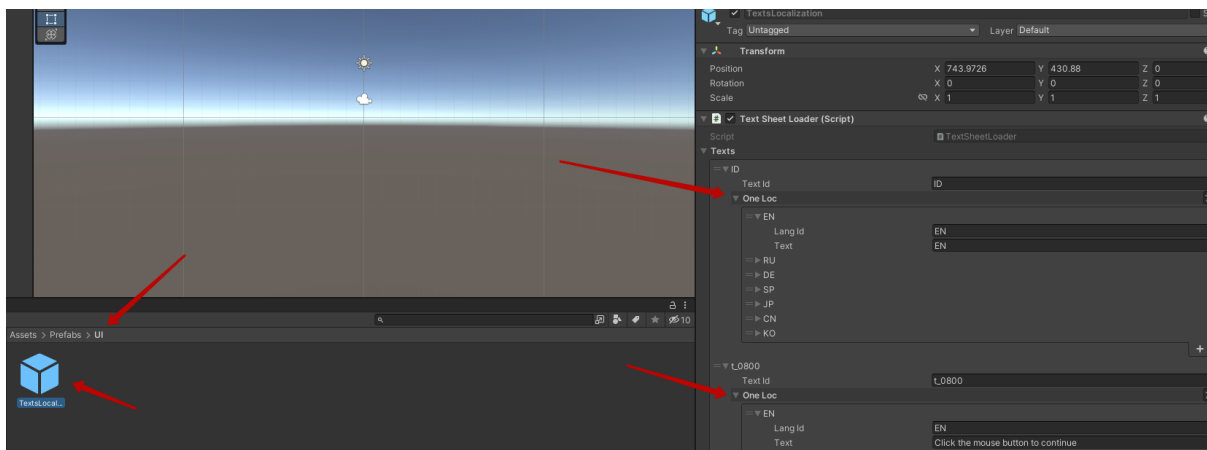 TextsLocalization
Tag Untagged Layer Default
Transform
Position X 743.9726 Y 430.88 Z 0
Rotation X 0 Y 0 Z 0
Scale X 1 Y 1 Z 1
Text Sheet Loader (Script)
Script TextSheetLoader
Texts
ID
Text Id ID
One Loc
EN
Lang Id EN
Text EN
RU
DE
SP
JP
CN
KO
t_0800
Text Id t_0800
One Loc
EN
Lang Id EN
Text Click the mouse button to continue
10
Assets > Prefabs > UI
TextsLocal...